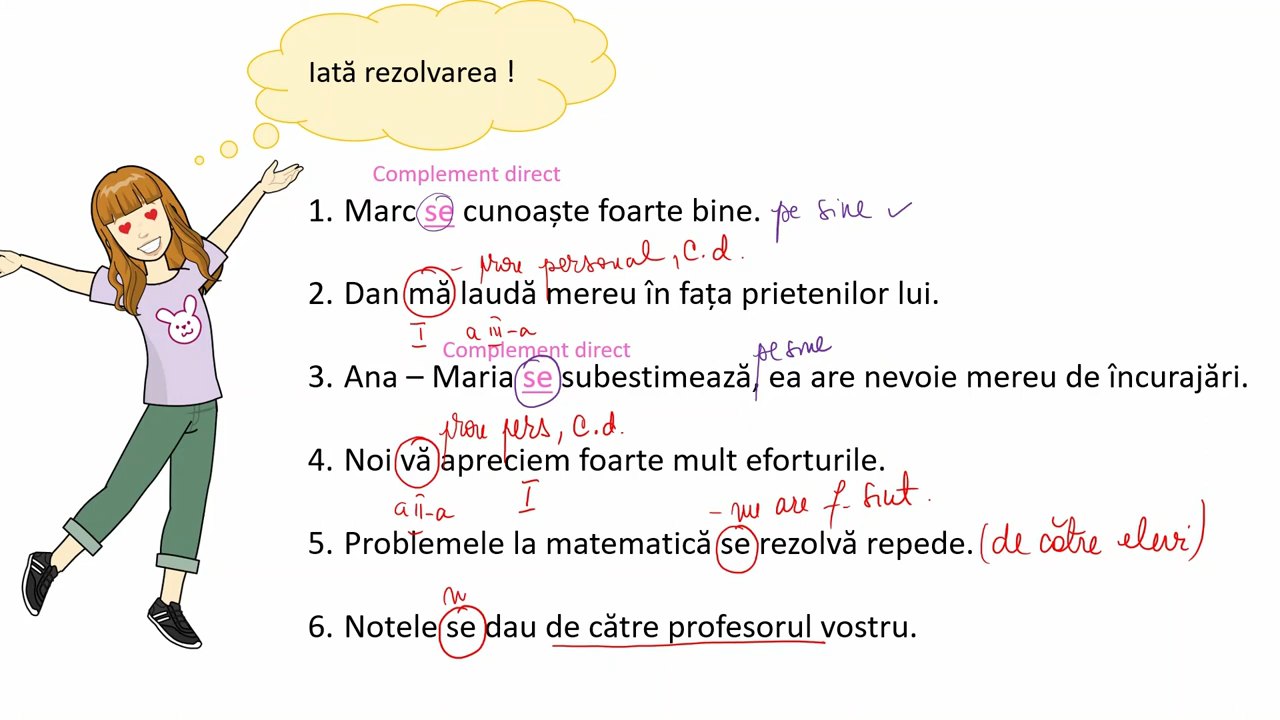 Iată rezolvarea !
Complement direct
1. Marc se cunoaște foarte bine. pe sine ✓
- pron personal, C.d.
2. Dan mă laudă mereu în fața prietenilor lui.
I a III-a
Complement direct pe sine
3. Ana – Maria se subestimează, ea are nevoie mereu de încurajări.
pron pers, C.d.
4. Noi vă apreciem foarte mult eforturile.
a II-a I
- nu are f. sint.
5. Problemele la matematică se rezolvă repede. (de către elevi)
6. Notele se dau de către profesorul vostru.